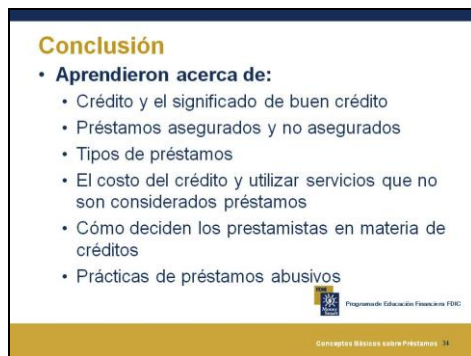 Conclusión
• Aprendieron acerca de:
• Crédito y el significado de buen crédito
• Préstamos asegurados y no asegurados
• Tipos de préstamos
• El costo del crédito y utilizar servicios que no
son considerados préstamos
• Cómo deciden los prestamistas en materia de
créditos
• Prácticas de préstamos abusivos
FDIC
Programa de Educación Financiera FDIC
Conceptos Básicos sobre Préstamos 34